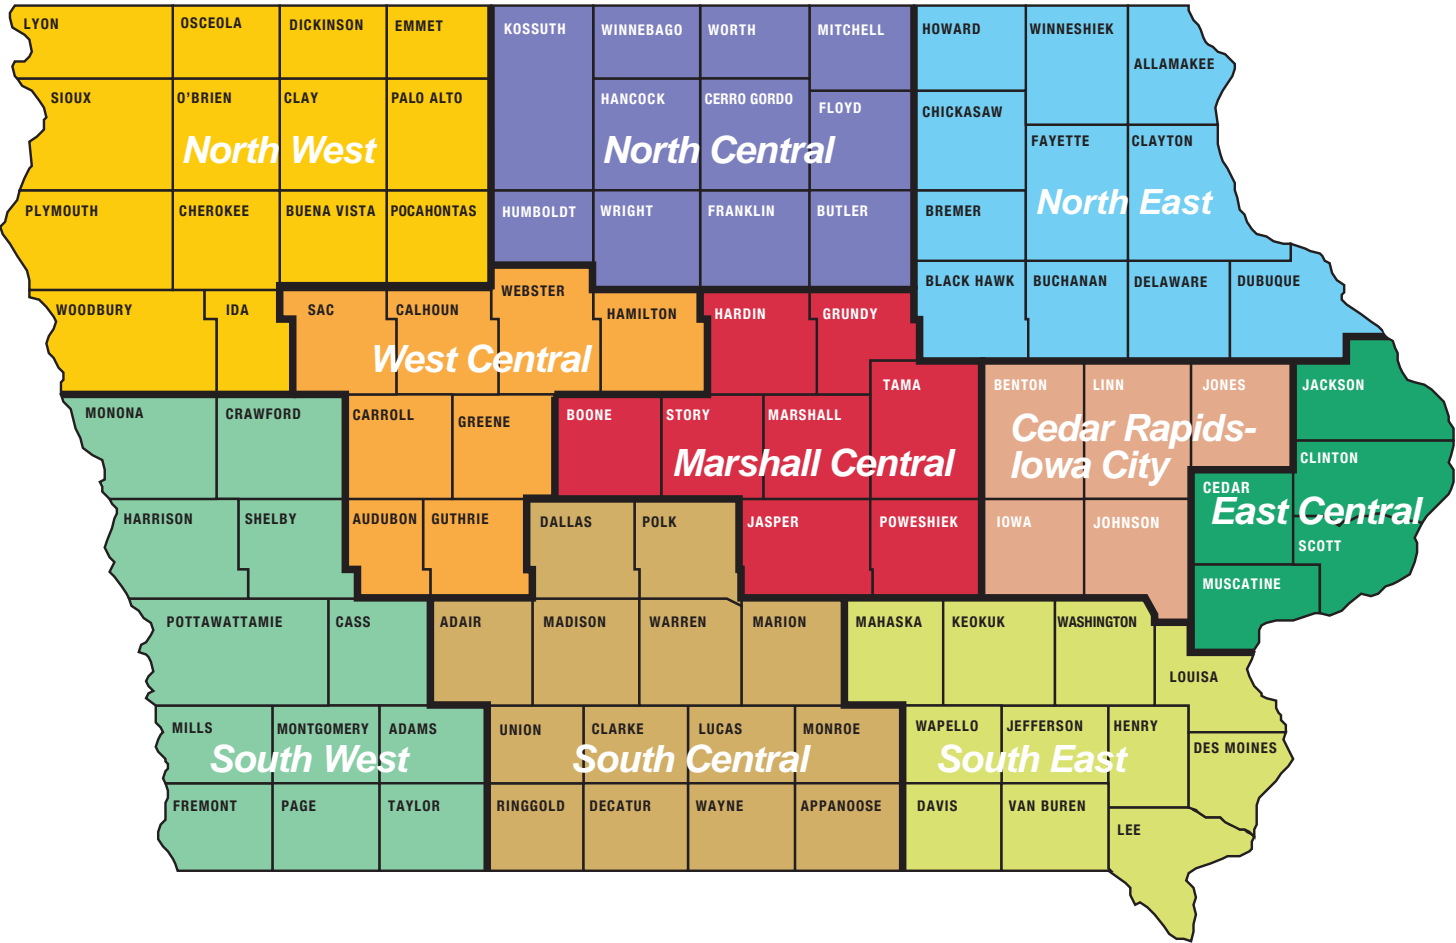 LYON
OSCEOLA
DICKINSON
EMMET
KOSSUTH
WINNEBAGO
WORTH
MITCHELL
HOWARD
WINNESHIEK
ALLAMAKEE
SIOUX
O'BRIEN
CLAY
PALO ALTO
HANCOCK
CERRO GORDO
FLOYD
CHICKASAW
FAYETTE
CLAYTON
North West
North Central
North East
PLYMOUTH
CHEROKEE
BUENA VISTA
POCAHONTAS
HUMBOLDT
WRIGHT
FRANKLIN
BUTLER
BREMER
BLACK HAWK
BUCHANAN
DELAWARE
DUBUQUE
WOODBURY
IDA
SAC
CALHOUN
WEBSTER
HAMILTON
HARDIN
GRUNDY
West Central
TAMA
BENTON
LINN
JONES
JACKSON
MONONA
CRAWFORD
CARROLL
GREENE
BOONE
STORY
MARSHALL
Cedar Rapids-
Iowa City
Marshall Central
CLINTON
CEDAR
East Central
HARRISON
SHELBY
AUDUBON
GUTHRIE
DALLAS
POLK
JASPER
POWESHIEK
IOWA
JOHNSON
SCOTT
MUSCATINE
POTTAWATTAMIE
CASS
ADAIR
MADISON
WARREN
MARION
MAHASKA
KEOKUK
WASHINGTON
LOUISA
MILLS
MONTGOMERY
ADAMS
UNION
CLARKE
LUCAS
MONROE
WAPELLO
JEFFERSON
HENRY
DES MOINES
South West
South Central
South East
FREMONT
PAGE
TAYLOR
RINGGOLD
DECATUR
WAYNE
APPANOOSE
DAVIS
VAN BUREN
LEE